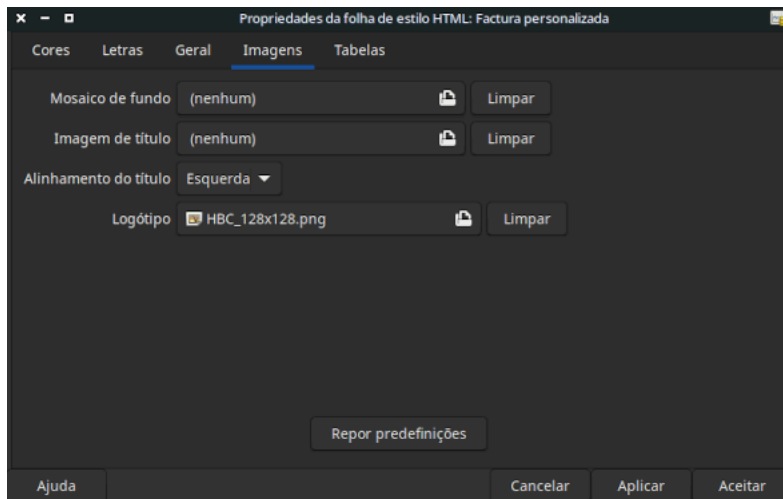 Propriedades da folha de estilo HTML: Factura personalizada
Cores Letras Geral Imagens Tabelas
Mosaico de fundo (nenhum) Limpar
Imagem de título (nenhum) Limpar
Alinhamento do título Esquerda
Logótipo HBC_128x128.png Limpar
Repor predefinições
Ajuda Cancelar Aplicar Aceitar